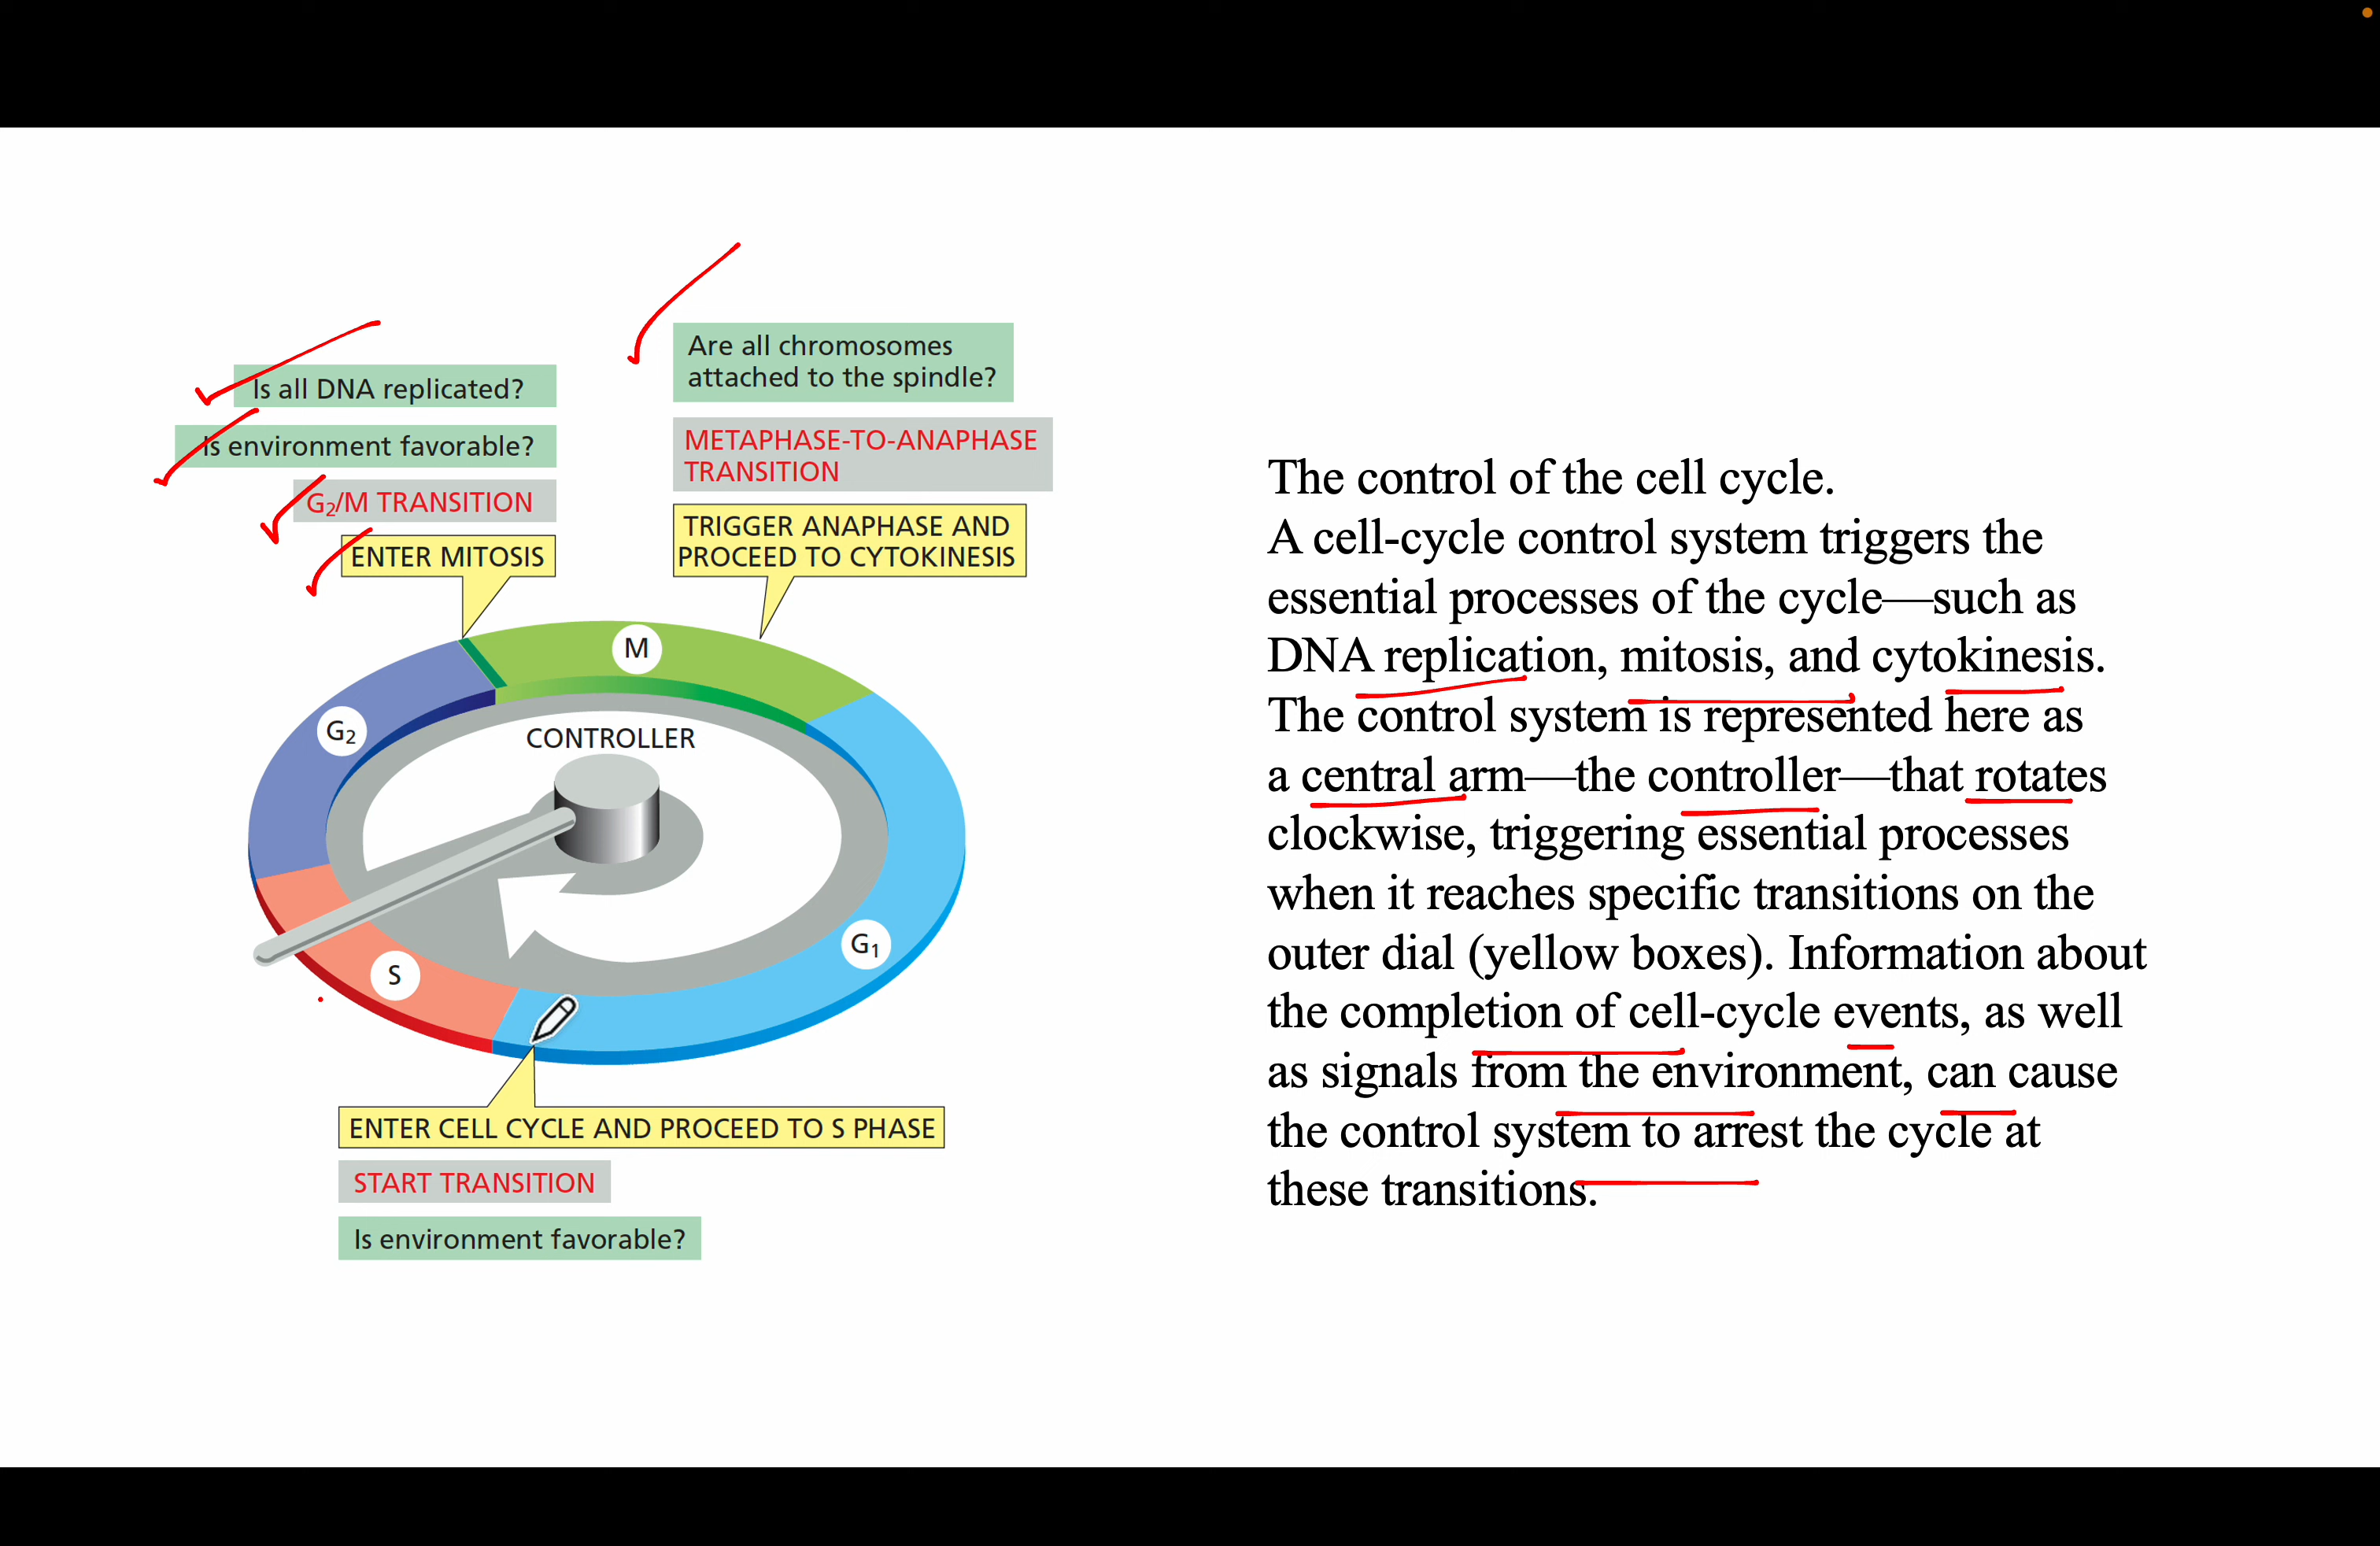 Is all DNA replicated?
Is environment favorable?
G₂/M TRANSITION
ENTER MITOSIS
Are all chromosomes
attached to the spindle?
METAPHASE-TO-ANAPHASE
TRANSITION
TRIGGER ANAPHASE AND
PROCEED TO CYTOKINESIS
M
G₂
CONTROLLER
G₁
S
ENTER CELL CYCLE AND PROCEED TO S PHASE
START TRANSITION
Is environment favorable?
The control of the cell cycle.
A cell-cycle control system triggers the
essential processes of the cycle—such as
DNA replication, mitosis, and cytokinesis.
The control system is represented here as
a central arm—the controller—that rotates
clockwise, triggering essential processes
when it reaches specific transitions on the
outer dial (yellow boxes). Information about
the completion of cell-cycle events, as well
as signals from the environment, can cause
the control system to arrest the cycle at
these transitions.